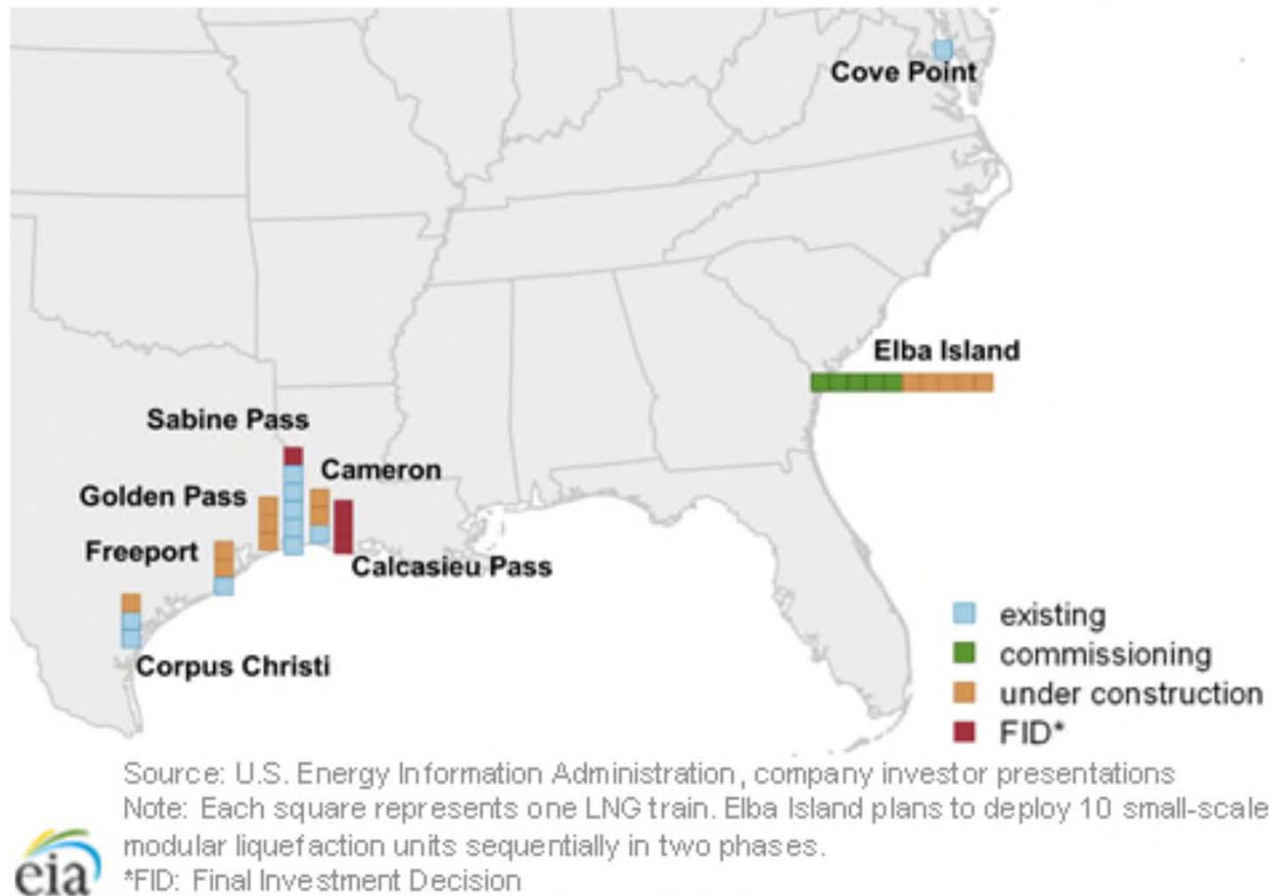 Cove Point
Elba Island
Sabine Pass
Cameron
Golden Pass
Freeport
Calcasieu Pass
Corpus Christi
existing
commissioning
under construction
FID*
Source: U.S. Energy Information Administration, company investor presentations
Note: Each square represents one LNG train. Elba Island plans to deploy 10 small-scale
modular liquefaction units sequentially in two phases.
*FID: Final Investment Decision
eia